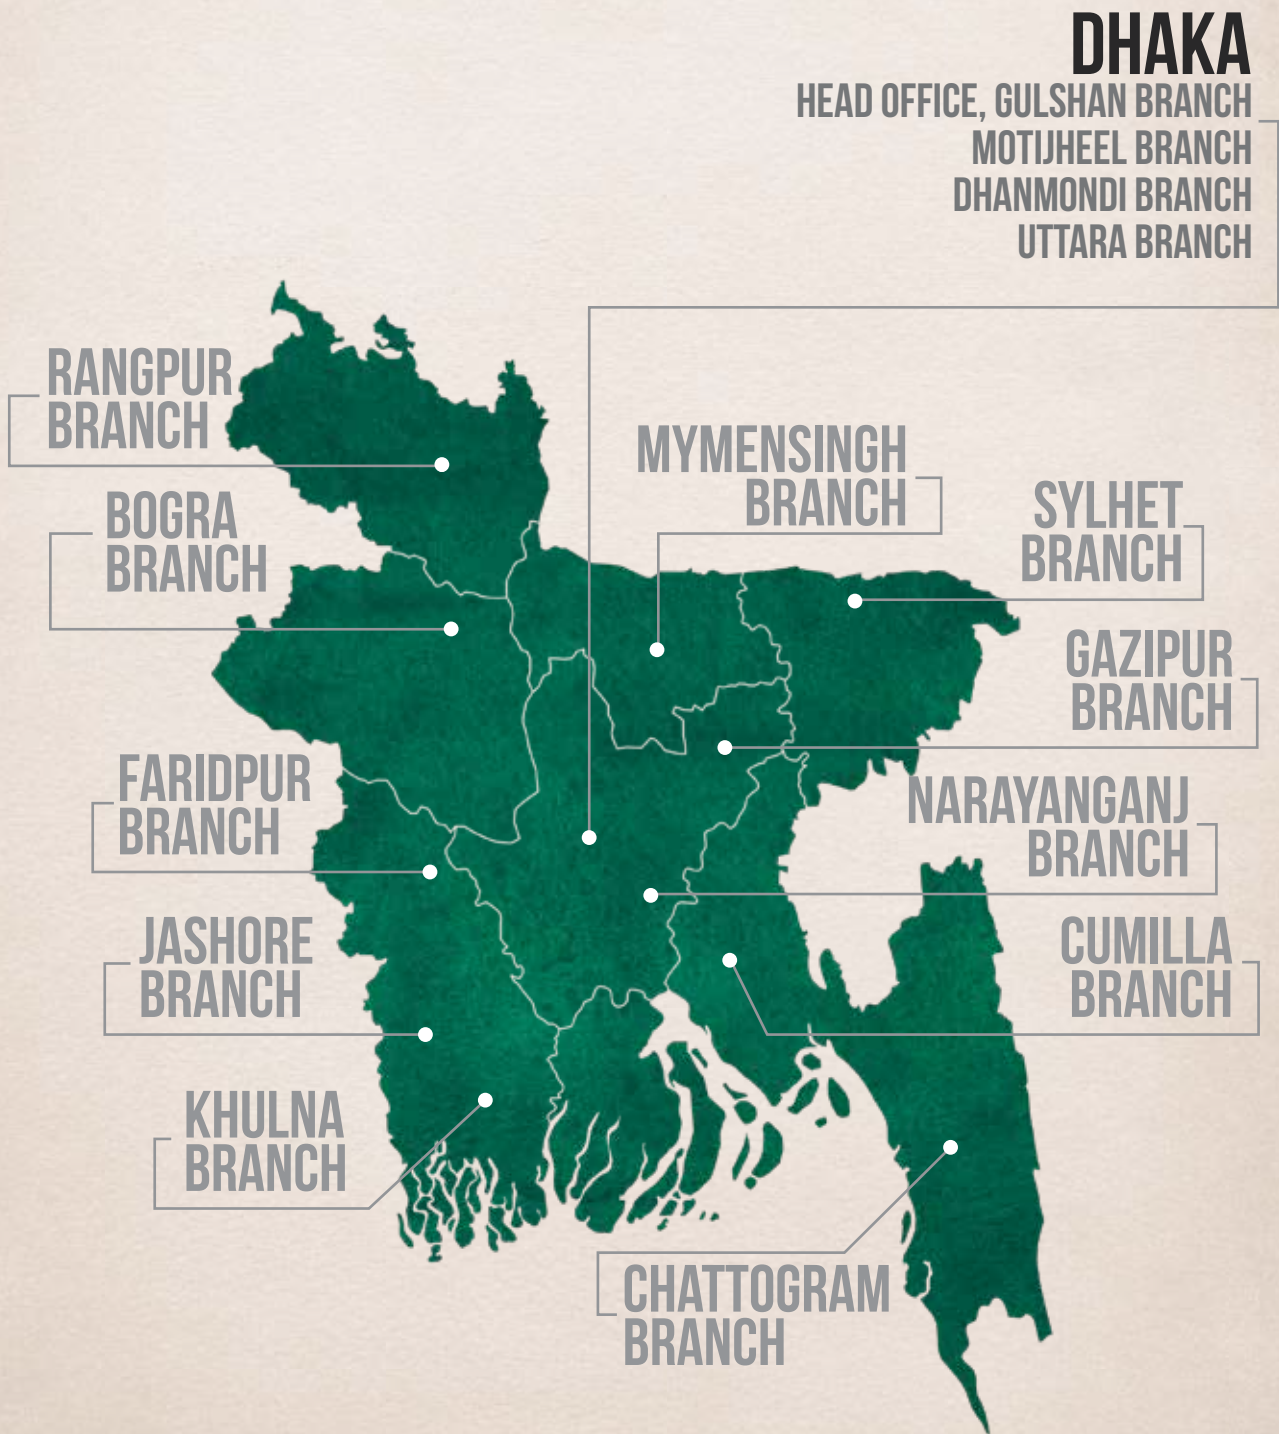 DHAKA
HEAD OFFICE, GULSHAN BRANCH
MOTIJHEEL BRANCH
DHANMONDI BRANCH
UTTARA BRANCH
RANGPUR
BRANCH
MYMENSINGH
BRANCH
SYLHET
BRANCH
BOGRA
BRANCH
GAZIPUR
BRANCH
FARIDPUR
BRANCH
NARAYANGANJ
BRANCH
JASHORE
BRANCH
CUMILLA
BRANCH
KHULNA
BRANCH
CHATTOGRAM
BRANCH